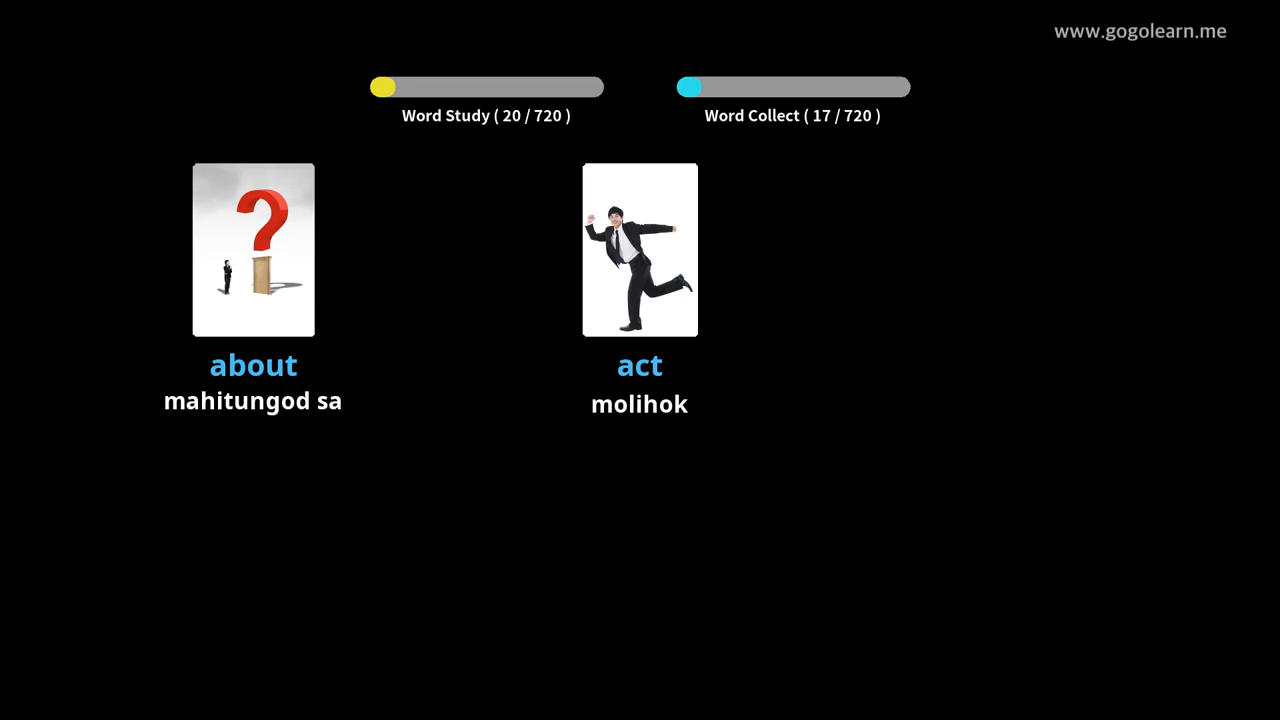 www.gogolearn.me
Word Study ( 20 / 720 )
Word Collect ( 17 / 720 )
about
mahitungod sa
act
molihok